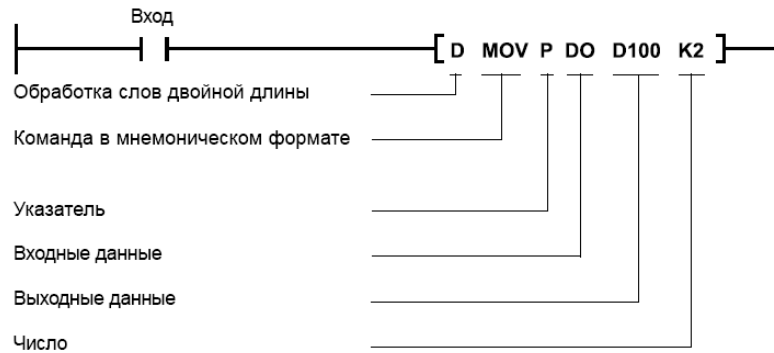 Вход
D MOV P DO D100 K2
Обработка слов двойной длины
Команда в мнемоническом формате
Указатель
Входные данные
Выходные данные
Число